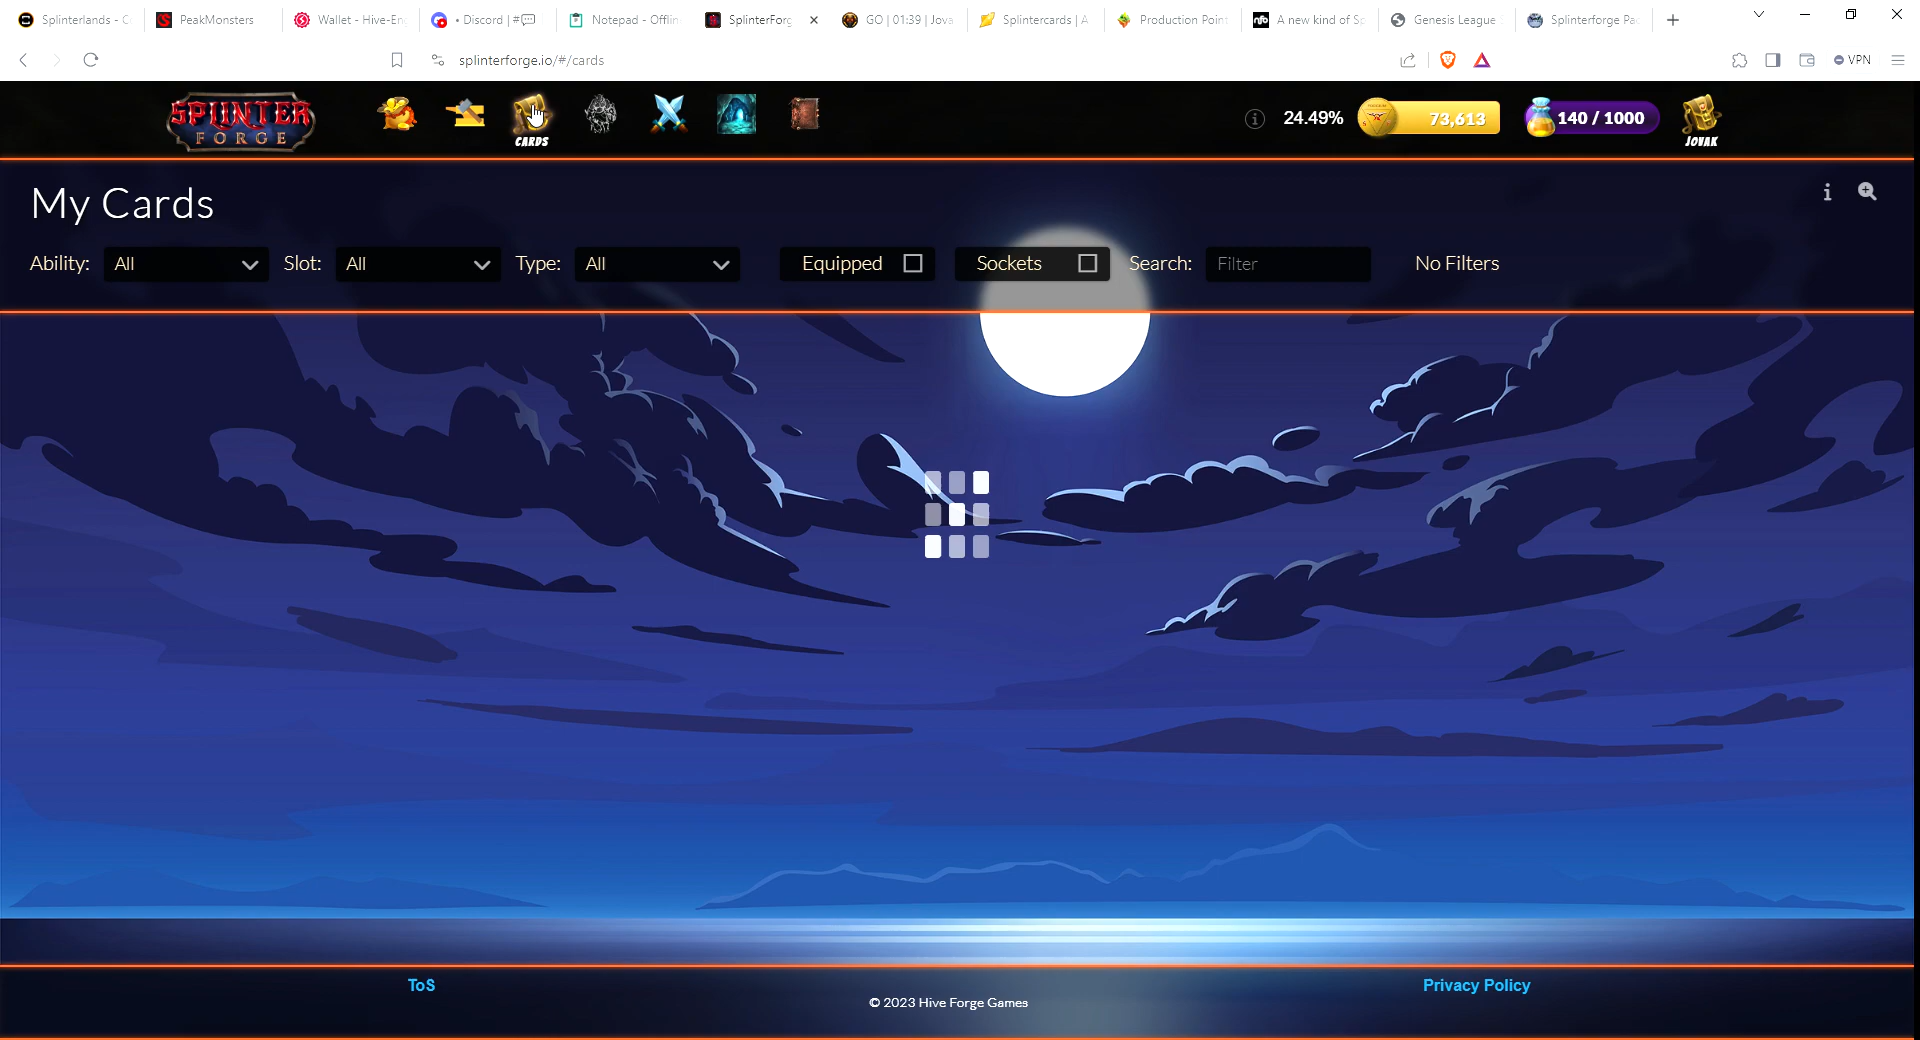 Splinterlands - Co
PeakMonsters
Wallet - Hive-Eng
• Discord | #
Notepad - Offlin
SplinterForg
GO | 01:39 | Jova
Splintercards | A
Production Point
A new kind of Sp
Genesis League S
Splinterforge Pa
splinterforge.io/#/cards
VPN
SPLINTER
FORGE
CARDS
24.49%
73,613
140 / 1000
JOVAK
My Cards
Ability: All Slot: All Type: All Equipped Sockets Search: Filter No Filters
ToS
Privacy Policy
© 2023 Hive Forge Games